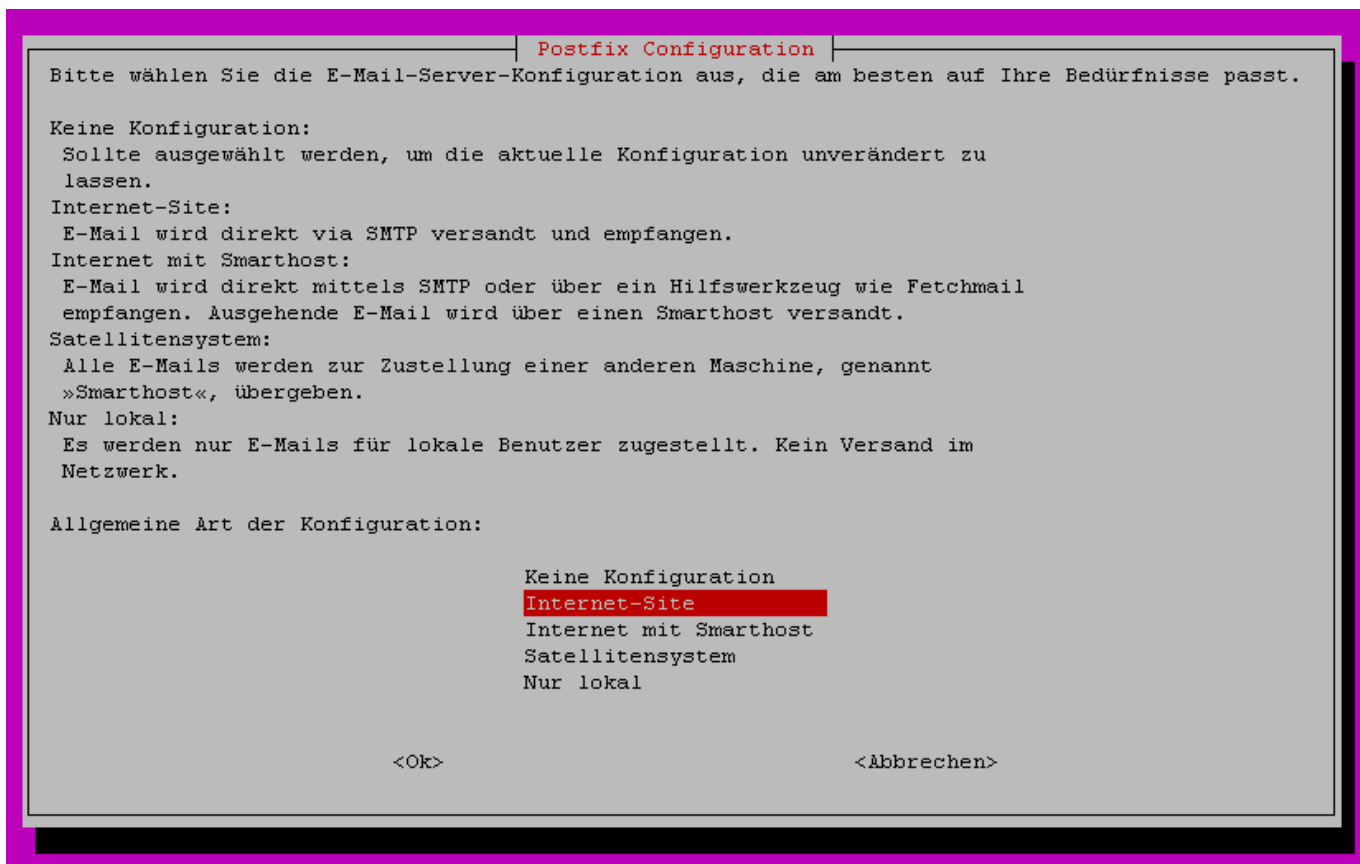 Postfix Configuration
Bitte wählen Sie die E-Mail-Server-Konfiguration aus, die am besten auf Ihre Bedürfnisse passt.
Keine Konfiguration:
Sollte ausgewählt werden, um die aktuelle Konfiguration unverändert zu
lassen.
Internet-Site:
E-Mail wird direkt via SMTP versandt und empfangen.
Internet mit Smarthost:
E-Mail wird direkt mittels SMTP oder über ein Hilfswerkzeug wie Fetchmail
empfangen. Ausgehende E-Mail wird über einen Smarthost versandt.
Satellitensystem:
Alle E-Mails werden zur Zustellung einer anderen Maschine, genannt
»Smarthost«, übergeben.
Nur lokal:
Es werden nur E-Mails für lokale Benutzer zugestellt. Kein Versand im
Netzwerk.
Allgemeine Art der Konfiguration:
Keine Konfiguration
Internet-Site
Internet mit Smarthost
Satellitensystem
Nur lokal
<Ok> <Abbrechen>